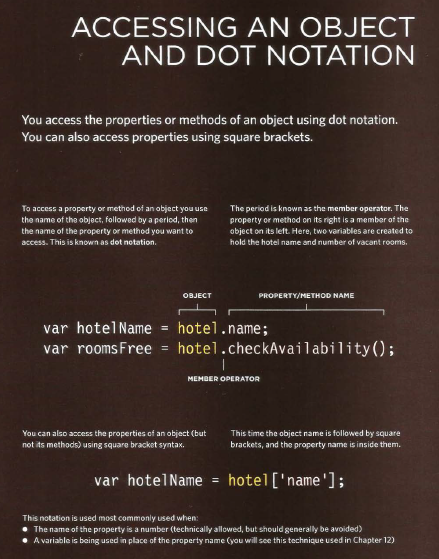 ACCESSING AN OBJECT
AND DOT NOTATION
You access the properties or methods of an object using dot notation.
You can also access properties using square brackets.
To access a property or method of an object you use
the name of the object, followed by a period, then
the name of the property or method you want to
access. This is known as dot notation.
The period is known as the member operator. The
property or method on its right is a member of the
object on its left. Here, two variables are created to
hold the hotel name and number of vacant rooms.
OBJECT
PROPERTY/METHOD NAME
var hotelName = hotel.name;
var roomsFree = hotel.checkAvailability();
MEMBER OPERATOR
You can also access the properties of an object (but
not its methods) using square bracket syntax.
This time the object name is followed by square
brackets, and the property name is inside them.
var hotelName = hotel['name'];
This notation is used most commonly used when:
● The name of the property is a number (technically allowed, but should generally be avoided)
● A variable is being used in place of the property name (you will see this technique used in Chapter 12)